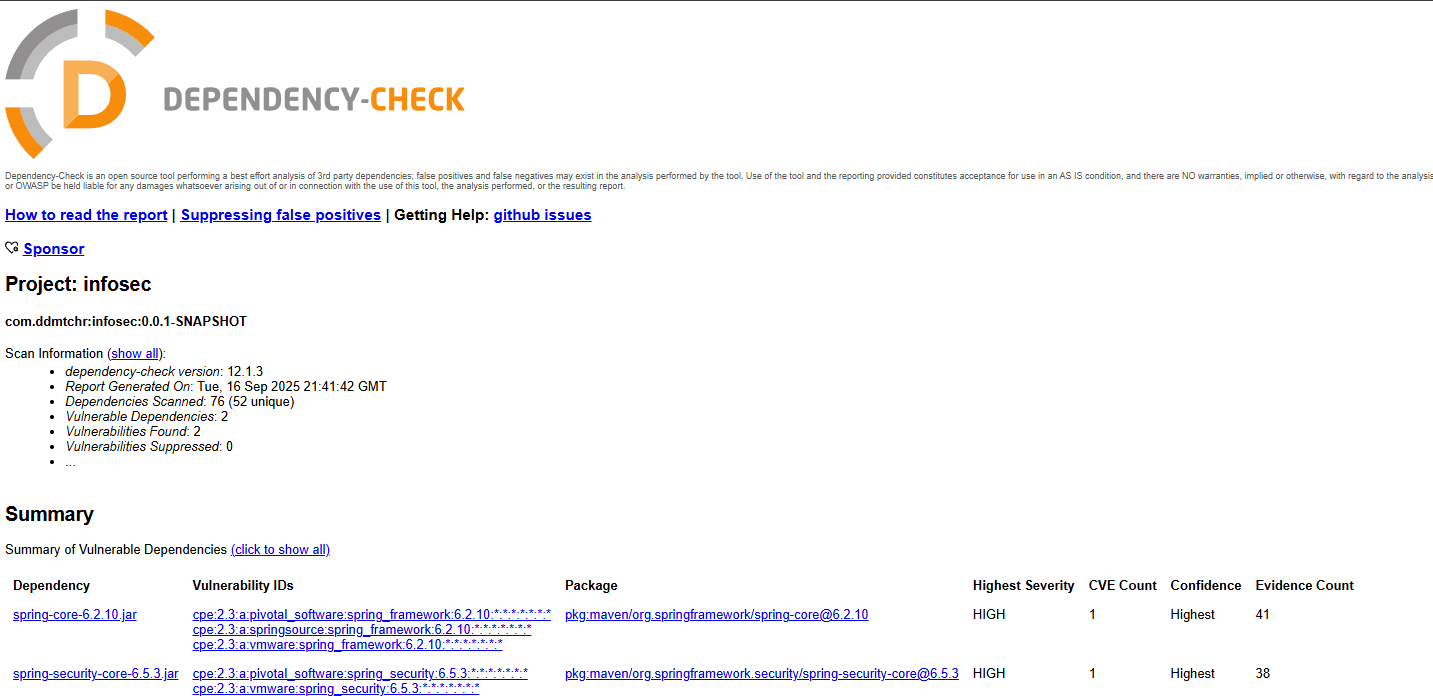 DEPENDENCY-CHECK
Dependency-Check is an open source tool performing a best effort analysis of 3rd party dependencies; false positives and false negatives may exist in the analysis performed by the tool. Use of the tool and the reporting provided constitutes acceptance for use in an AS IS condition, and there are NO warranties, implied or otherwise, with regard to the analysis
or OWASP be held liable for any damages whatsoever arising out of or in connection with the use of this tool, the analysis performed, or the resulting report.
How to read the report | Suppressing false positives | Getting Help: github issues
Sponsor
Project: infosec
com.ddmtchr:infosec:0.0.1-SNAPSHOT
Scan Information (show all):
• dependency-check version: 12.1.3
• Report Generated On: Tue, 16 Sep 2025 21:41:42 GMT
• Dependencies Scanned: 76 (52 unique)
• Vulnerable Dependencies: 2
• Vulnerabilities Found: 2
• Vulnerabilities Suppressed: 0
• ...
Summary
Summary of Vulnerable Dependencies (click to show all)
Dependency Vulnerability IDs Package Highest Severity CVE Count Confidence Evidence Count
spring-core-6.2.10.jar cpe:2.3:a:pivotal_software:spring_framework:6.2.10:*:*:*:*:*:*:* pkg:maven/org.springframework/spring-core@6.2.10 HIGH 1 Highest 41
cpe:2.3:a:springsource:spring_framework:6.2.10:*:*:*:*:*:*:*
cpe:2.3:a:vmware:spring_framework:6.2.10:*:*:*:*:*:*:*
spring-security-core-6.5.3.jar cpe:2.3:a:pivotal_software:spring_security:6.5.3:*:*:*:*:*:*:* pkg:maven/org.springframework.security/spring-security-core@6.5.3 HIGH 1 Highest 38
cpe:2.3:a:vmware:spring_security:6.5.3:*:*:*:*:*:*:*